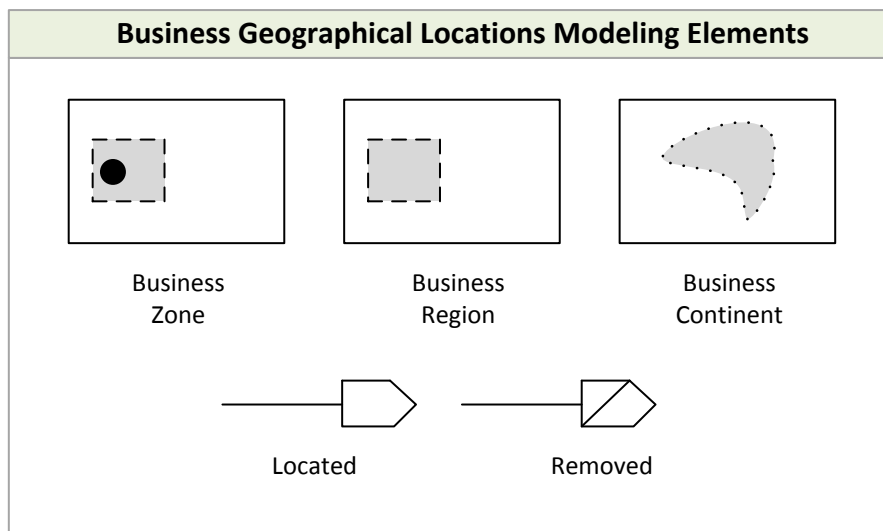 Business Geographical Locations Modeling Elements
Business
Zone
Business
Region
Business
Continent
Located
Removed